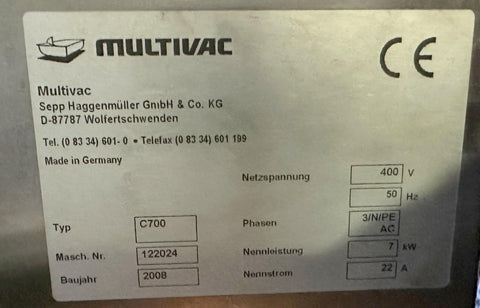 MULTIVAC
CE
Multivac
Sepp Haggenmüller GmbH & Co. KG
D-87787 Wolfertschwenden
Tel. (0 83 34) 601- 0 • Telefax (0 83 34) 601 199
Made in Germany
Netzspannung 400 V
50 Hz
Typ C700 Phasen 3/N/PE AC
Masch. Nr. 122024 Nennleistung 7 kW
Baujahr 2008 Nennstrom 22 A